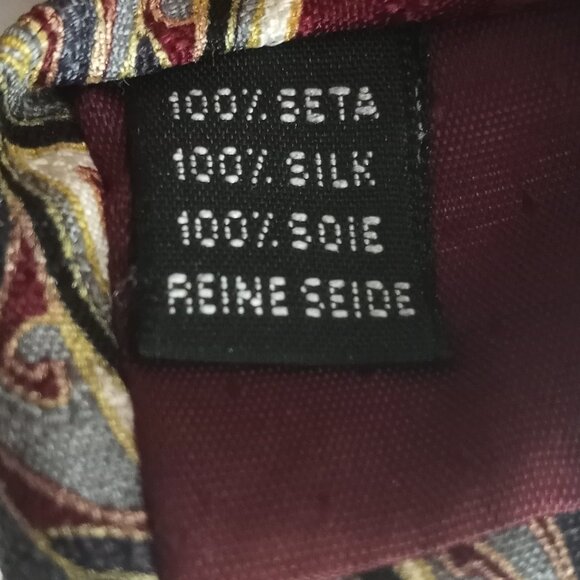 100% SETA
100% SILK
100% SOIE
REINE SEIDE